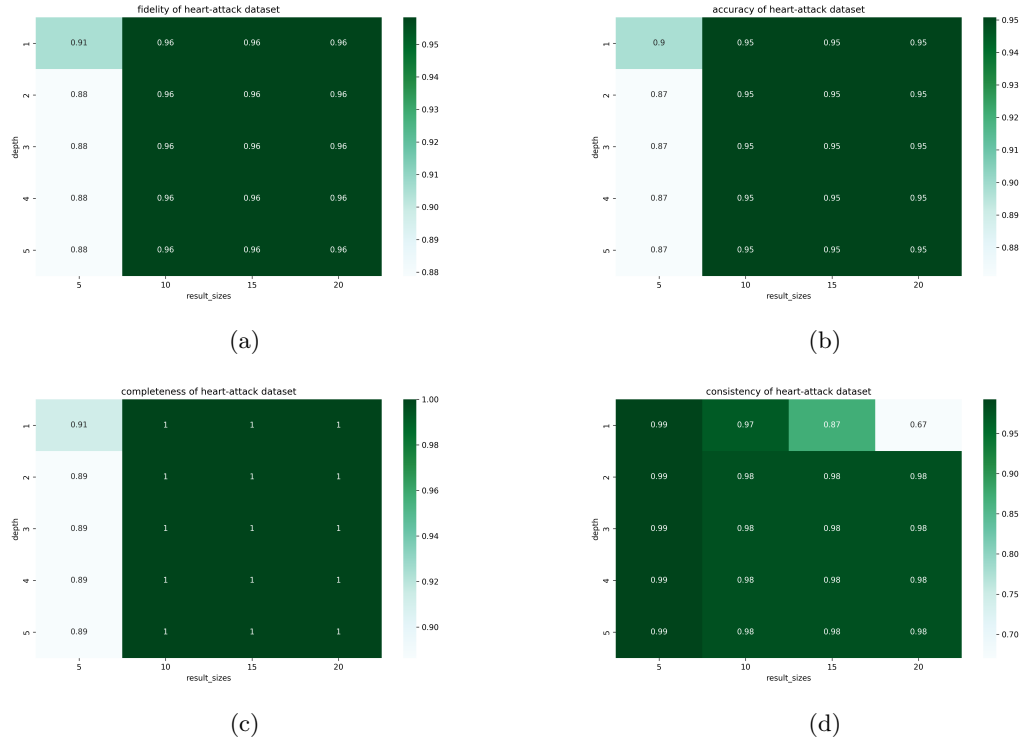 fidelity of heart-attack dataset
1 0.91 0.96 0.96 0.96
2 0.88 0.96 0.96 0.96
3 0.88 0.96 0.96 0.96
4 0.88 0.96 0.96 0.96
5 0.88 0.96 0.96 0.96
depth
5 10 15 20
result_sizes
0.95
0.94
0.93
0.92
0.91
0.90
0.89
0.88
(a)
accuracy of heart-attack dataset
1 0.9 0.95 0.95 0.95
2 0.87 0.95 0.95 0.95
3 0.87 0.95 0.95 0.95
4 0.87 0.95 0.95 0.95
5 0.87 0.95 0.95 0.95
depth
5 10 15 20
result_sizes
0.95
0.94
0.93
0.92
0.91
0.90
0.89
0.88
(b)
completeness of heart-attack dataset
1 0.91 1 1 1
2 0.89 1 1 1
3 0.89 1 1 1
4 0.89 1 1 1
5 0.89 1 1 1
depth
5 10 15 20
result_sizes
1.00
0.98
0.96
0.94
0.92
0.90
(c)
consistency of heart-attack dataset
1 0.99 0.97 0.87 0.67
2 0.99 0.98 0.98 0.98
3 0.99 0.98 0.98 0.98
4 0.99 0.98 0.98 0.98
5 0.99 0.98 0.98 0.98
depth
5 10 15 20
result_sizes
0.95
0.90
0.85
0.80
0.75
0.70
(d)